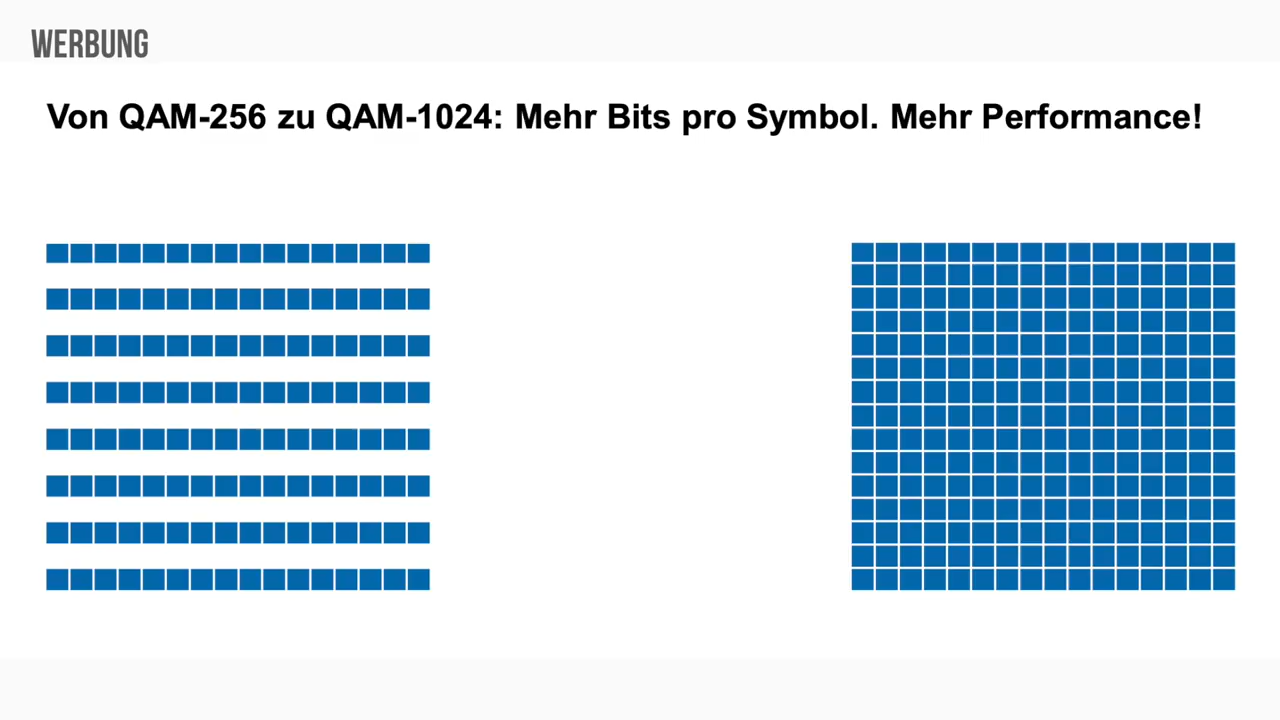 WERBUNG
Von QAM-256 zu QAM-1024: Mehr Bits pro Symbol. Mehr Performance!